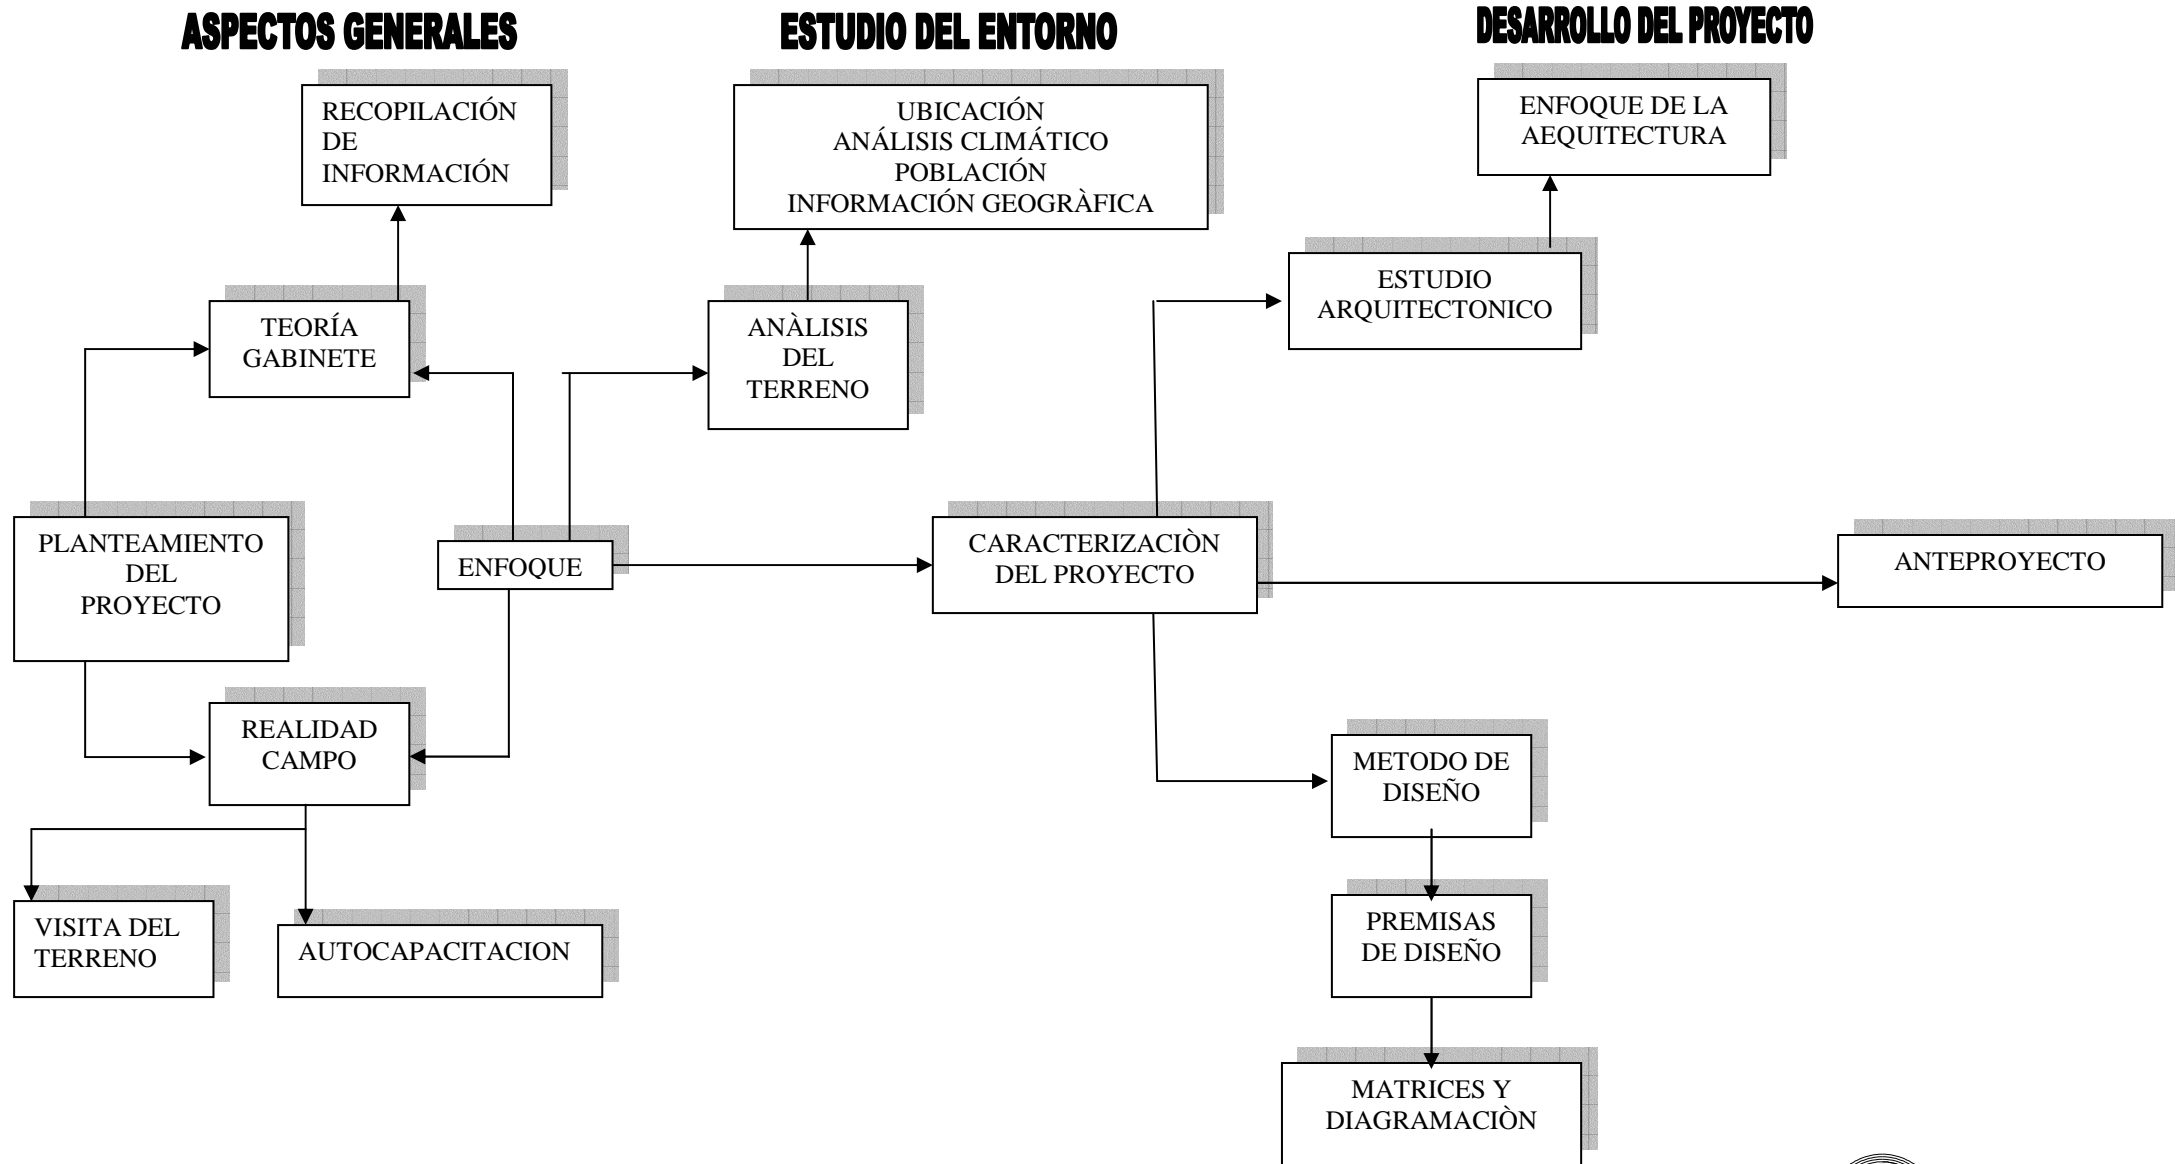 ASPECTOS GENERALES
RECOPILACIÓN
DE
INFORMACIÓN
TEORÍA
GABINETE
PLANTEAMIENTO
DEL
PROYECTO
ENFOQUE
REALIDAD
CAMPO
VISITA DEL
TERRENO
AUTOCAPACITACION
ESTUDIO DEL ENTORNO
UBICACIÓN
ANÁLISIS CLIMÁTICO
POBLACIÓN
INFORMACIÓN GEOGRÀFICA
ANÀLISIS
DEL
TERRENO
CARACTERIZACIÒN
DEL PROYECTO
DESARROLLO DEL PROYECTO
ENFOQUE DE LA
AEQUITECTURA
ESTUDIO
ARQUITECTONICO
ANTEPROYECTO
METODO DE
DISEÑO
PREMISAS
DE DISEÑO
MATRICES Y
DIAGRAMACIÒN